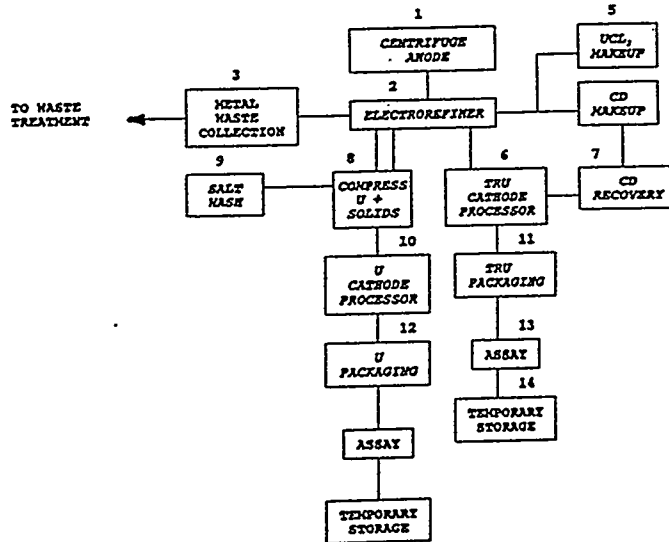 1
CENTRIFUGE
ANODE
5
UCL,
MAKEUP
3
METAL
WASTE
COLLECTION
TO WASTE
TREATMENT
2
ELECTROREFINER
CD
MAKEUP
9
SALT
WASH
8
COMPRESS
U +
SOLIDS
6
TRU
CATHODE
PROCESSOR
7
CD
RECOVERY
10
U
CATHODE
PROCESSOR
11
TRU
PACKAGING
12
U
PACKAGING
13
ASSAY
14
TEMPORARY
STORAGE
ASSAY
TEMPORARY
STORAGE